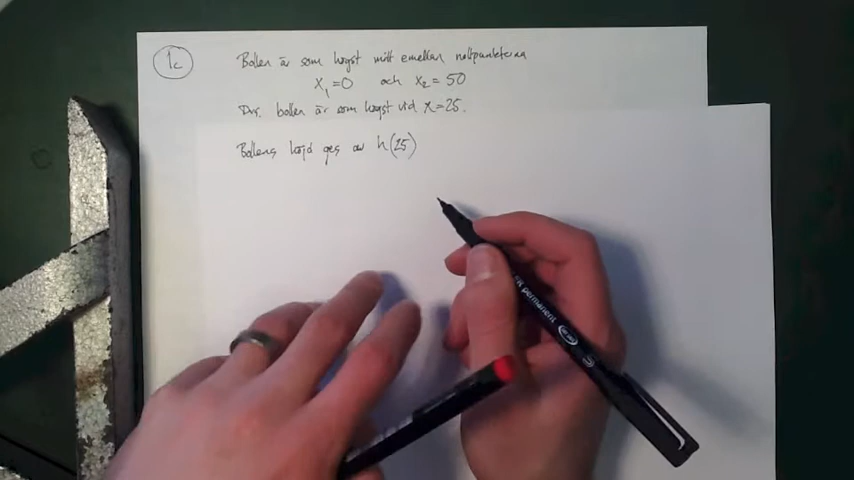 1c
Bollen är som högst mitt emellan nollpunkterna
x₁=0 och x₂=50
Dvs. bollen är som högst vid x=25.
Bollens höjd ges av h(25)
permanent